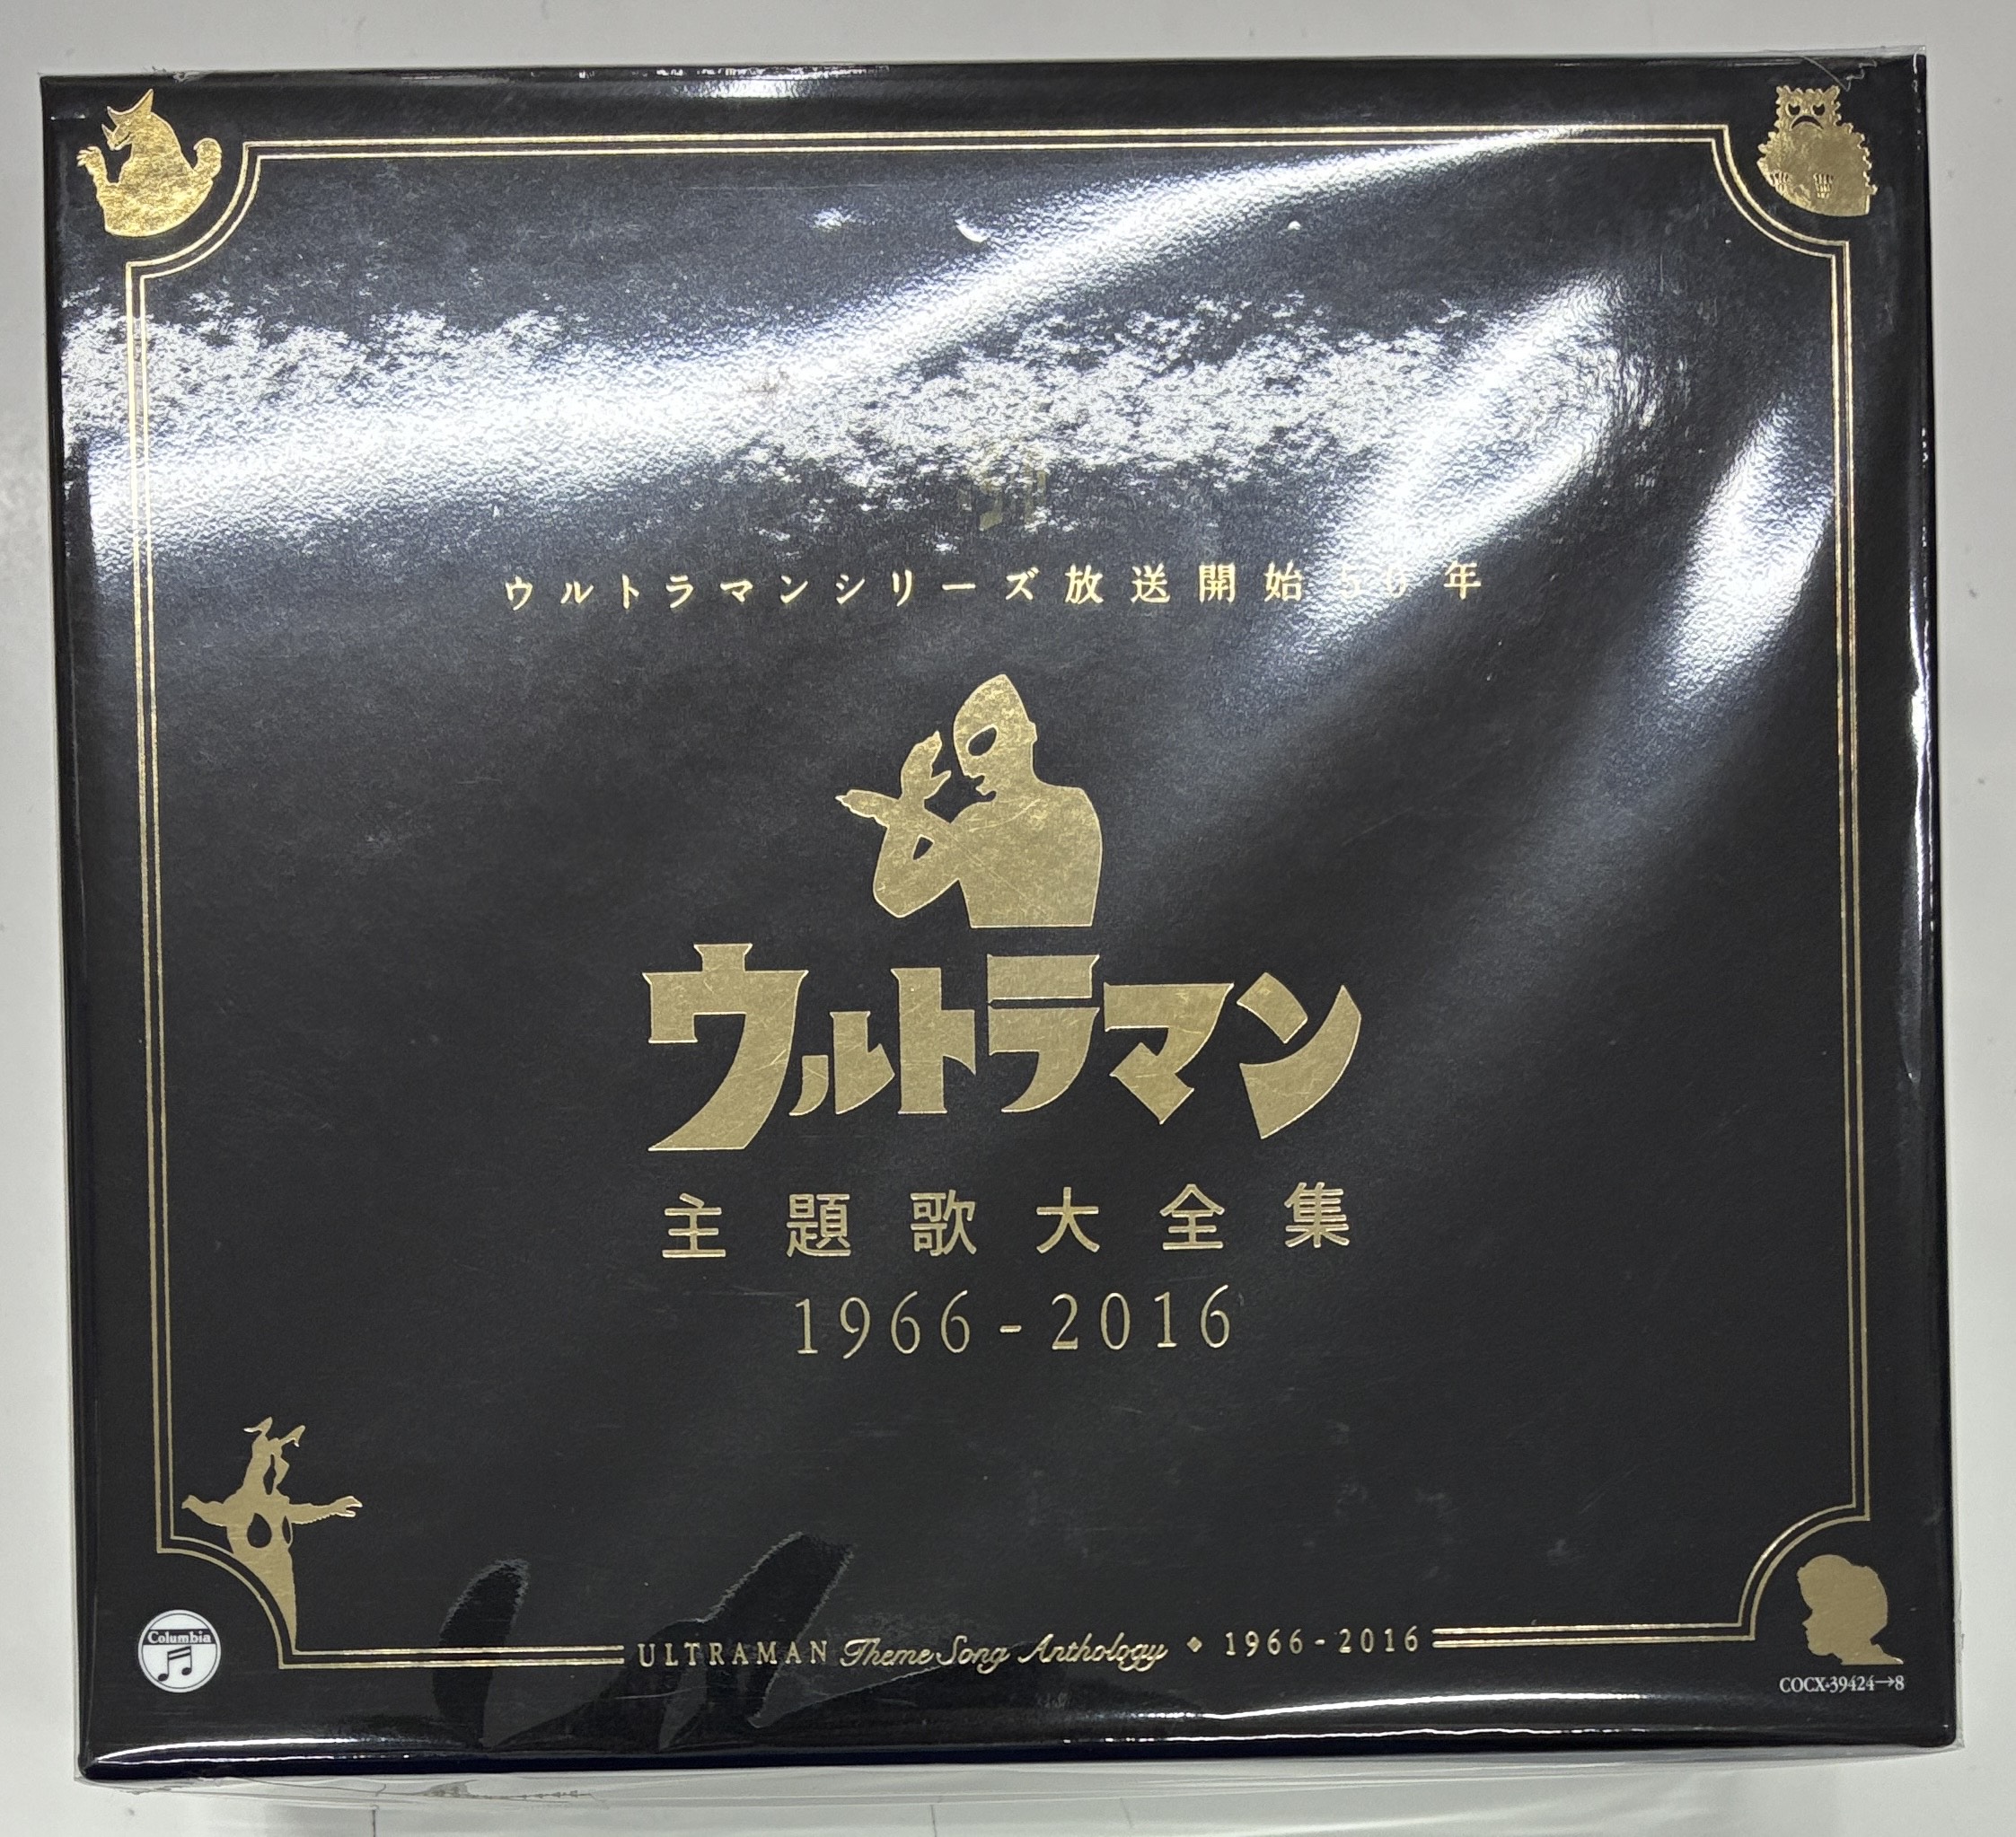 ウルトラマンシリーズ放送開始50年
ウルトラマン
主題歌大全集
1966-2016
Columbia
ULTRAMAN Theme Song Anthology ◆ 1966-2016
COCX-39424→8